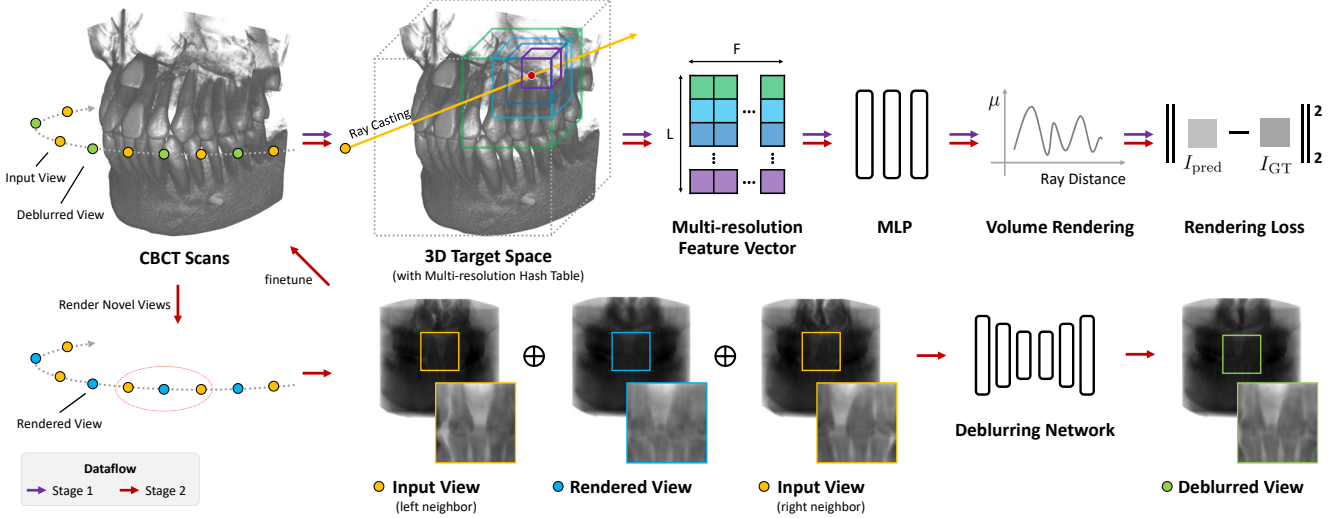 Input View
Deblurred View
CBCT Scans
Ray Casting
3D Target Space
(with Multi-resolution Hash Table)
F
L
...
...
Multi-resolution
Feature Vector
MLP
μ
Ray Distance
Volume Rendering
I_pred
I_GT
2
2
Rendering Loss
finetune
Render Novel Views
Rendered View
Dataflow
Stage 1
Stage 2
Input View
(left neighbor)
Rendered View
Input View
(right neighbor)
Deblurring Network
Deblurred View